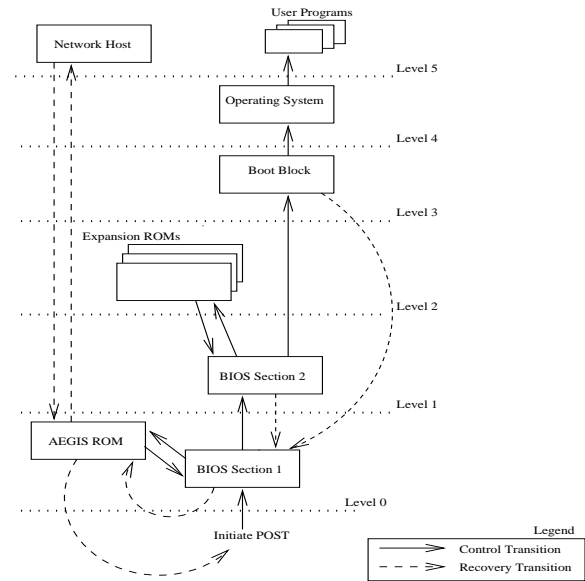 User Programs
Network Host
Level 5
Operating System
Level 4
Boot Block
Level 3
Expansion ROMs
Level 2
BIOS Section 2
Level 1
AEGIS ROM
BIOS Section 1
Level 0
Initiate POST
Legend
Control Transition
Recovery Transition